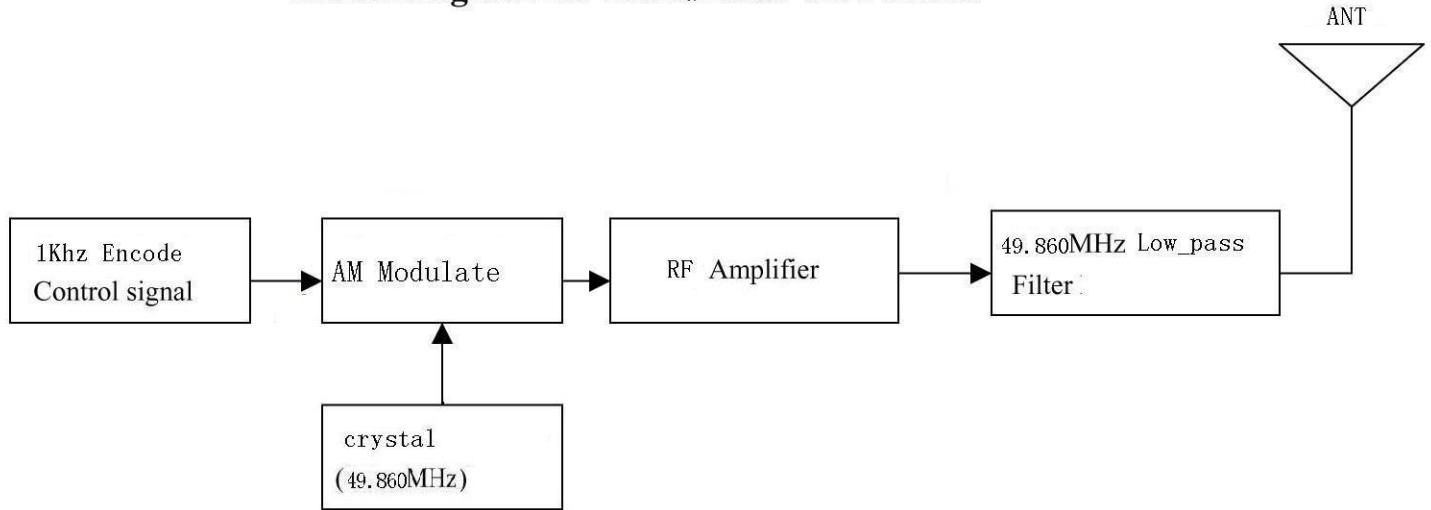 ANT
1Khz Encode
Control signal
AM Modulate
RF Amplifier
49.860MHz Low_pass
Filter
crystal
(49.860MHz)